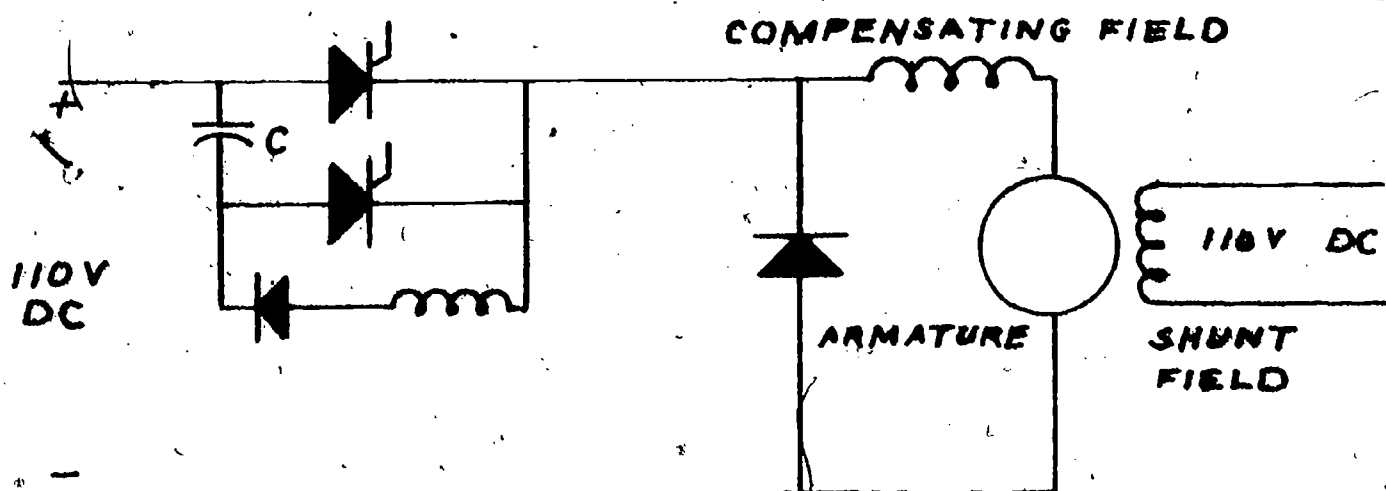 COMPENSATING FIELD
C
110V
DC
110V DC
ARMATURE
SHUNT
FIELD
-